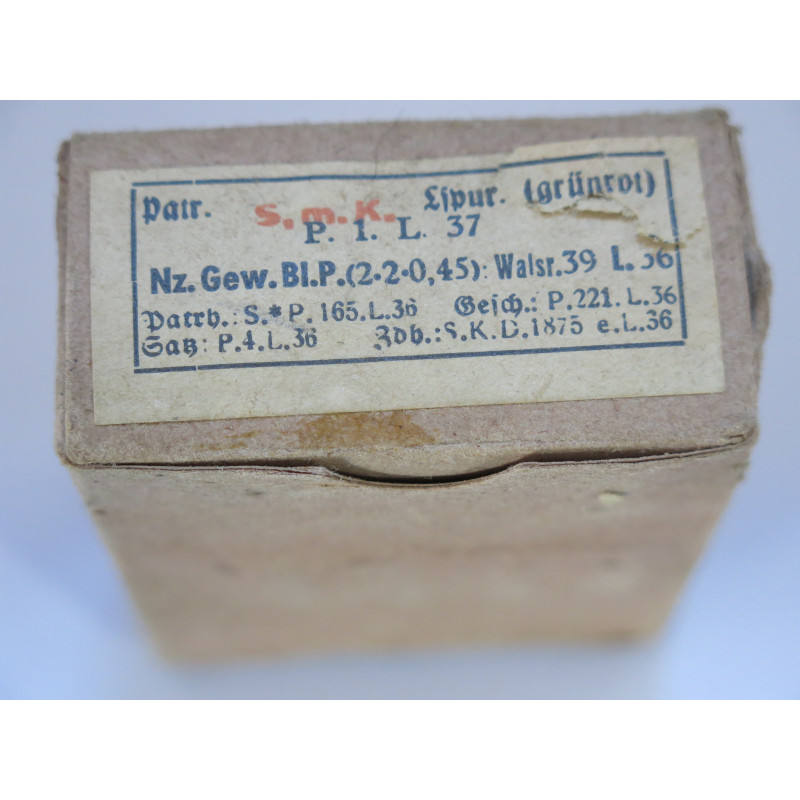 Patr. S.m.K. Lſpur. (grünrot)
P. 1. L. 37
Nz. Gew. Bl. P. (2·2·0,45): Walsr. 39 L. 36
Patrh.: S.* P. 165. L. 36 Geſch.: P. 221. L. 36
Satz: P. 4. L. 36 Zdh.: S. K. D. 1875 e. L. 36